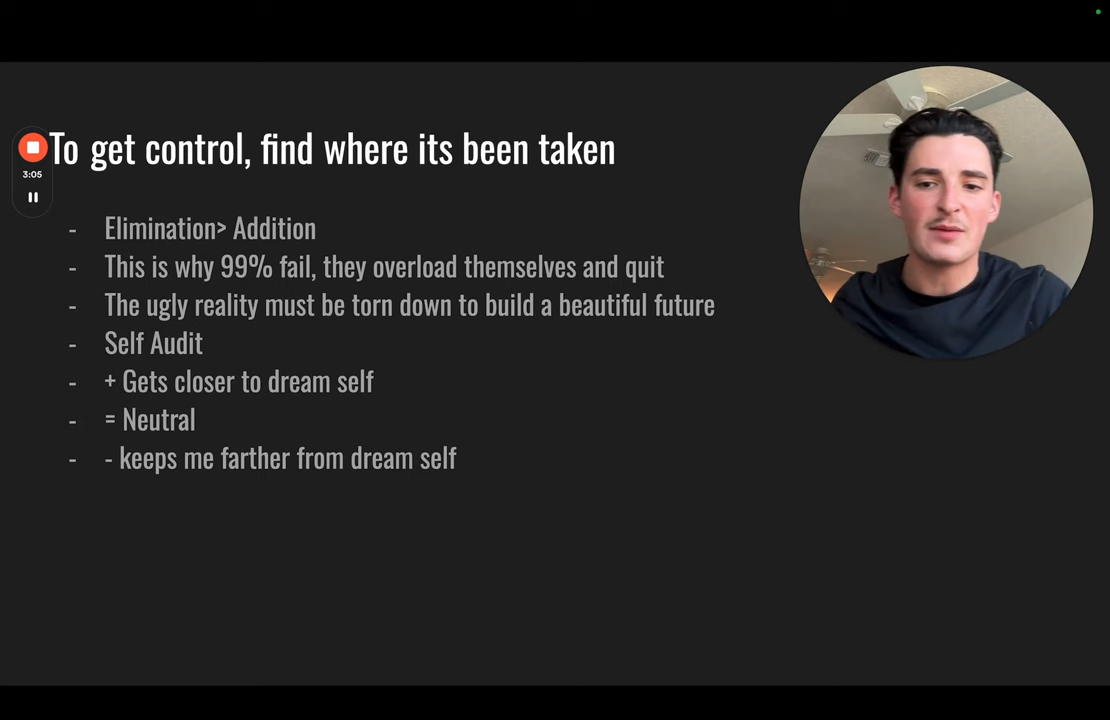 To get control, find where its been taken
3:05
- Elimination> Addition
- This is why 99% fail, they overload themselves and quit
- The ugly reality must be torn down to build a beautiful future
- Self Audit
- + Gets closer to dream self
- = Neutral
- - keeps me farther from dream self